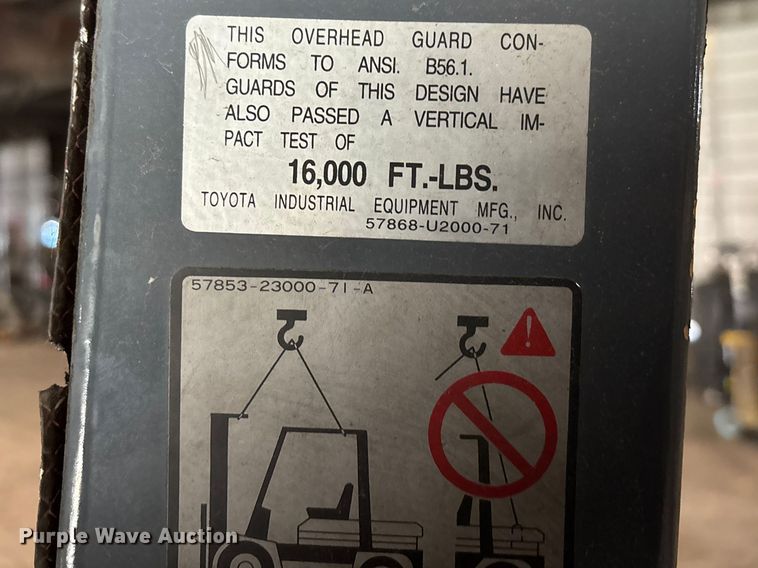 THIS OVERHEAD GUARD CON-
FORMS TO ANSI. B56.1.
GUARDS OF THIS DESIGN HAVE
ALSO PASSED A VERTICAL IM-
PACT TEST OF
16,000 FT.-LBS.
TOYOTA INDUSTRIAL EQUIPMENT MFG., INC.
57868-U2000-71
57853-23000-71-A
Purple Wave Auction